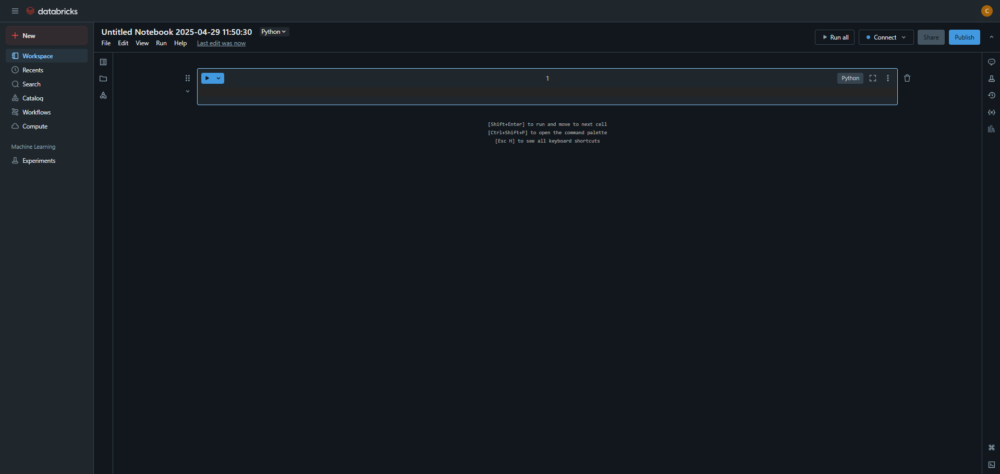 databricks
C
New
Workspace
Recents
Search
Catalog
Workflows
Compute
Machine Learning
Experiments
Untitled Notebook 2025-04-29 11:50:30 Python
File Edit View Run Help Last edit was now
Run all Connect Share Publish
1
Python
[Shift+Enter] to run and move to next cell
[Ctrl+Shift+P] to open the command palette
[Esc H] to see all keyboard shortcuts